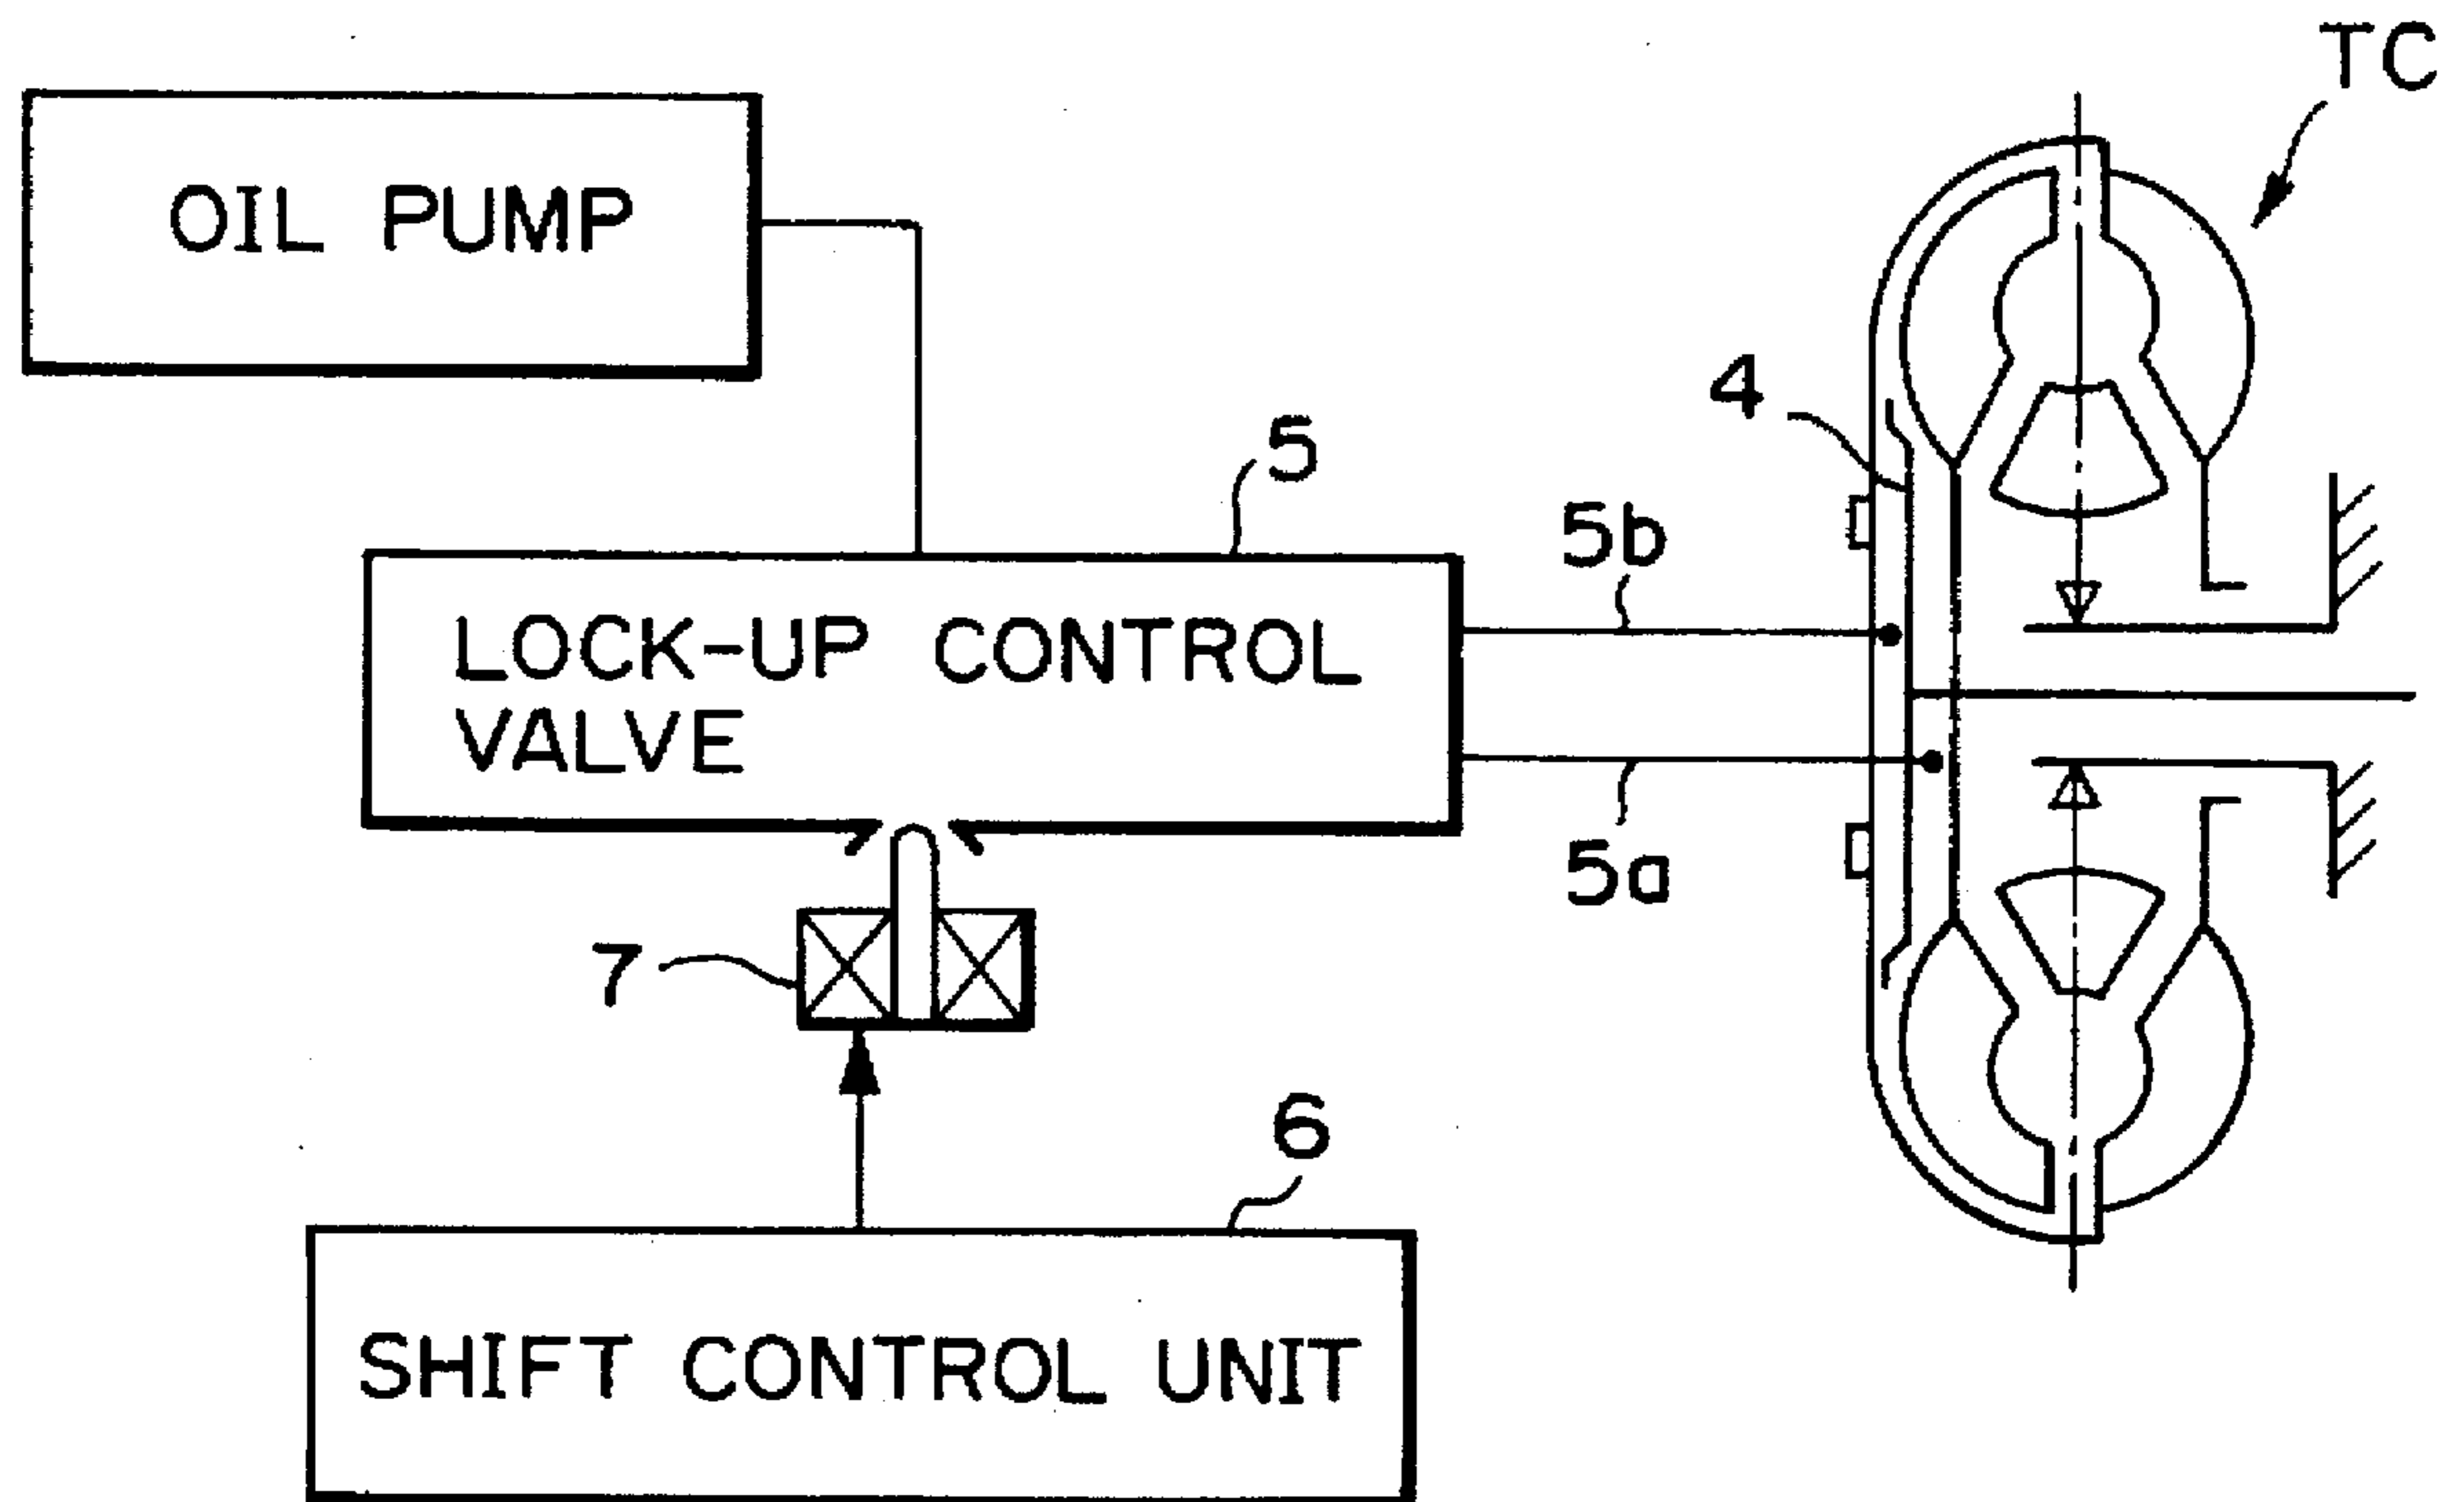 TC
OIL PUMP
4
5
5b
LOCK-UP CONTROL
VALVE
5a
7
6
SHIFT CONTROL UNIT